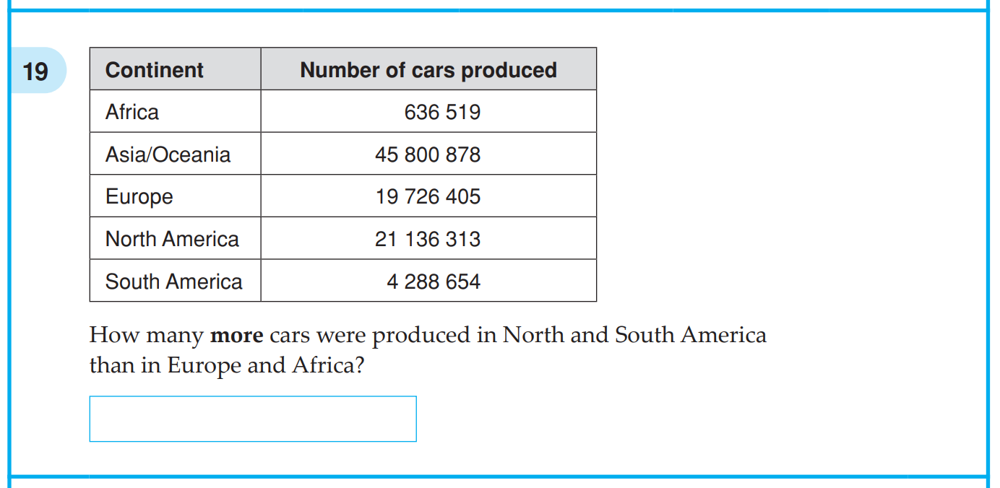 19
Continent Number of cars produced
Africa 636 519
Asia/Oceania 45 800 878
Europe 19 726 405
North America 21 136 313
South America 4 288 654
How many more cars were produced in North and South America
than in Europe and Africa?